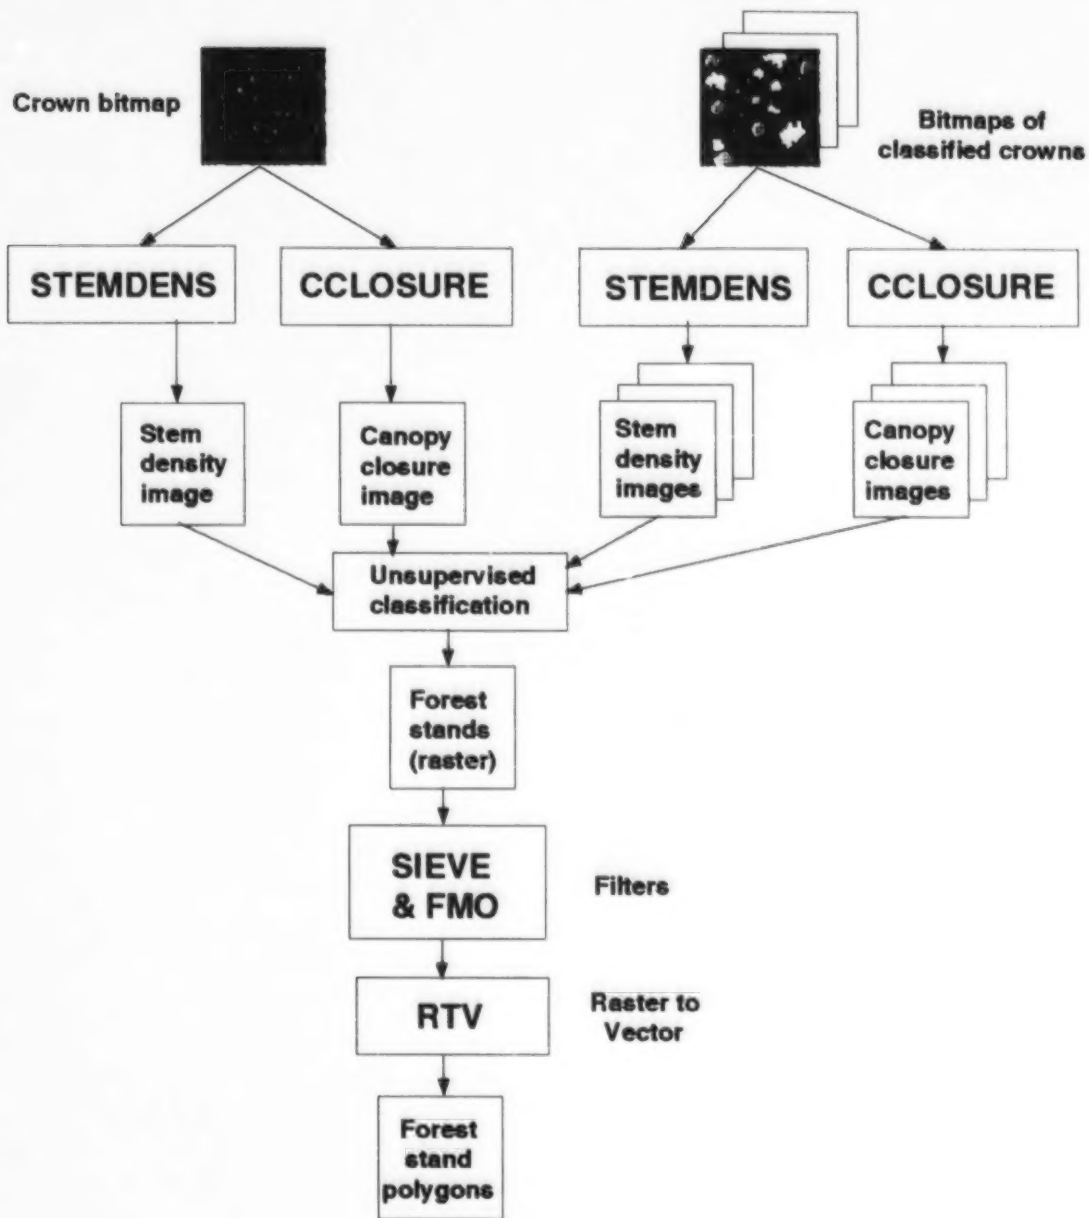 Crown bitmap
Bitmaps of
classified crowns
STEMDENS
CCLOSURE
STEMDENS
CCLOSURE
Stem
density
image
Canopy
closure
image
Stem
density
images
Canopy
closure
images
Unsupervised
classification
Forest
stands
(raster)
SIEVE
& FMO
Filters
RTV
Raster to
Vector
Forest
stand
polygons